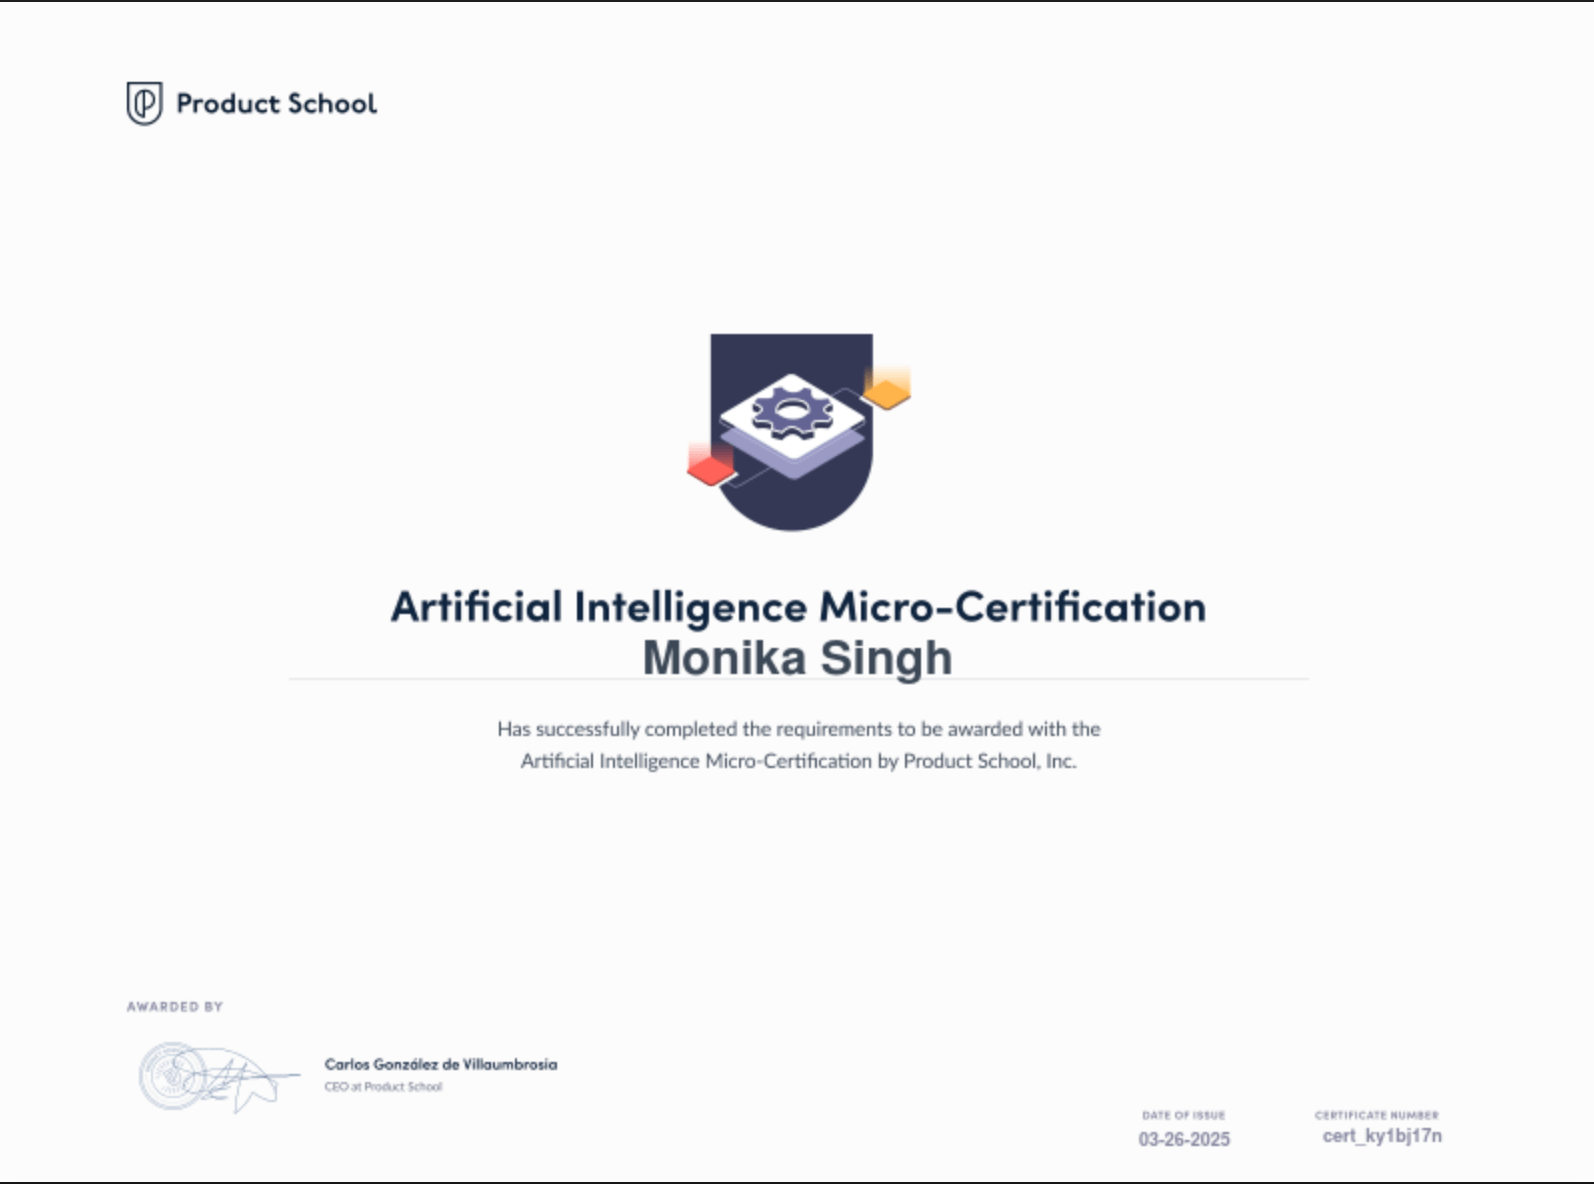 Product School
Artificial Intelligence Micro-Certification
Monika Singh
Has successfully completed the requirements to be awarded with the
Artificial Intelligence Micro-Certification by Product School, Inc.
AWARDED BY
Carlos González de Villaumbrosia
CEO at Product School
DATE OF ISSUE
03-26-2025
CERTIFICATE NUMBER
cert_ky1bj17n